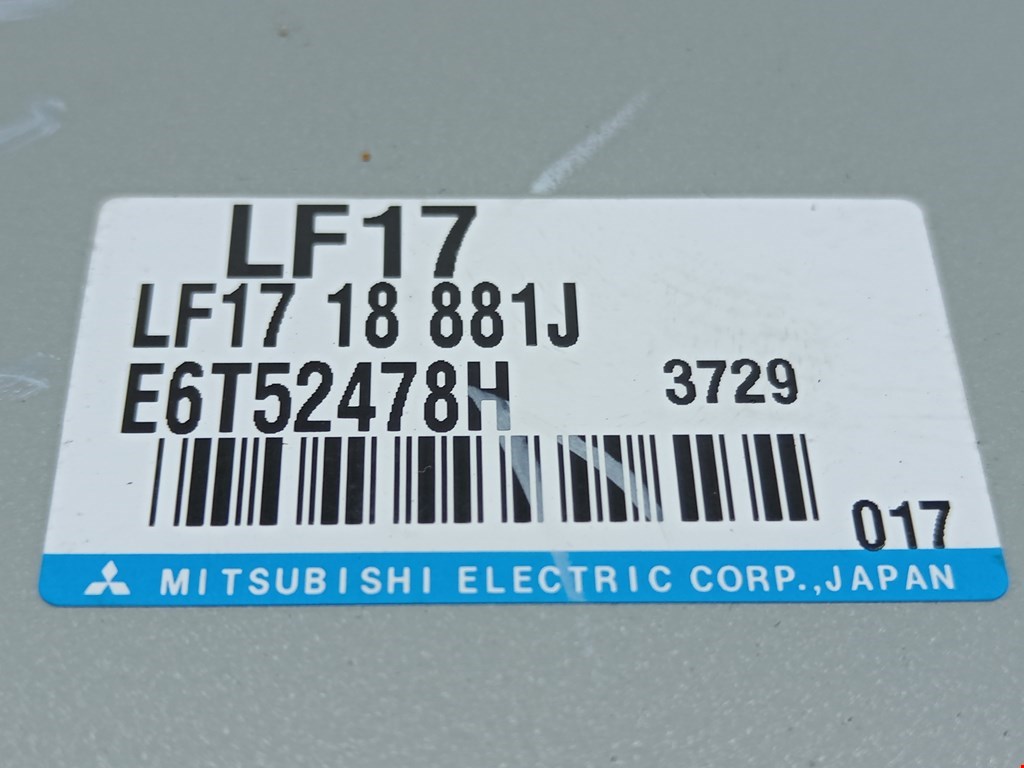 LF17
LF17 18 881J
E6T52478H 3729
017
MITSUBISHI ELECTRIC CORP.,JAPAN